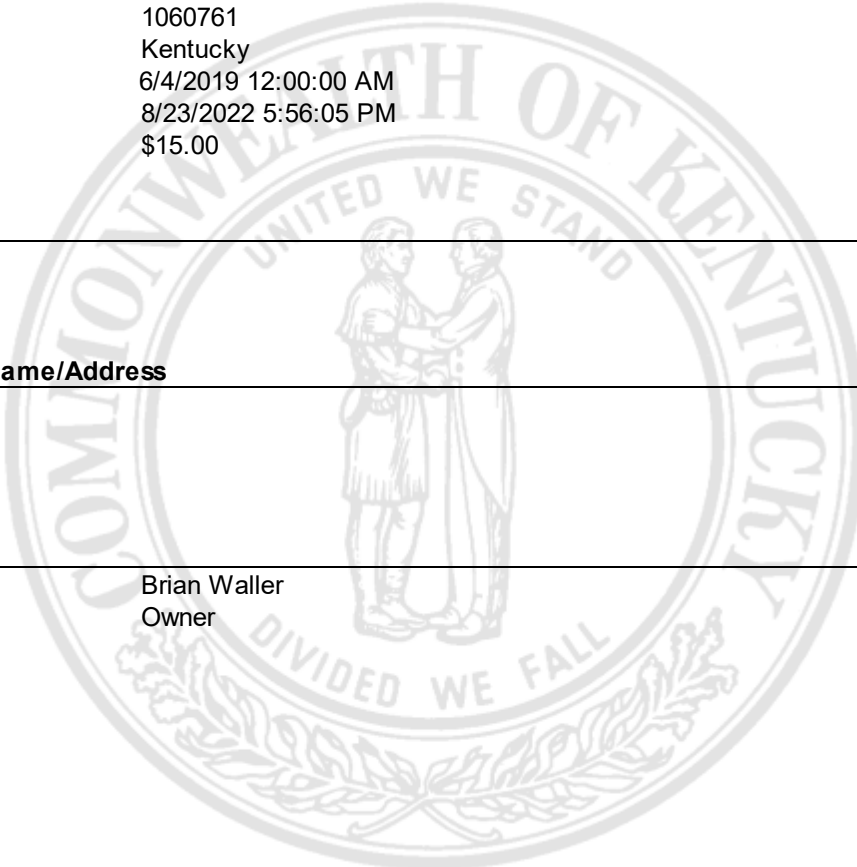 1060761
Kentucky
6/4/2019 12:00:00 AM
8/23/2022 5:56:05 PM
$15.00
COMMONWEALTH OF KENTUCKY
UNITED WE STAND
ame/Address
Brian Waller
Owner
DIVIDED WE FALL